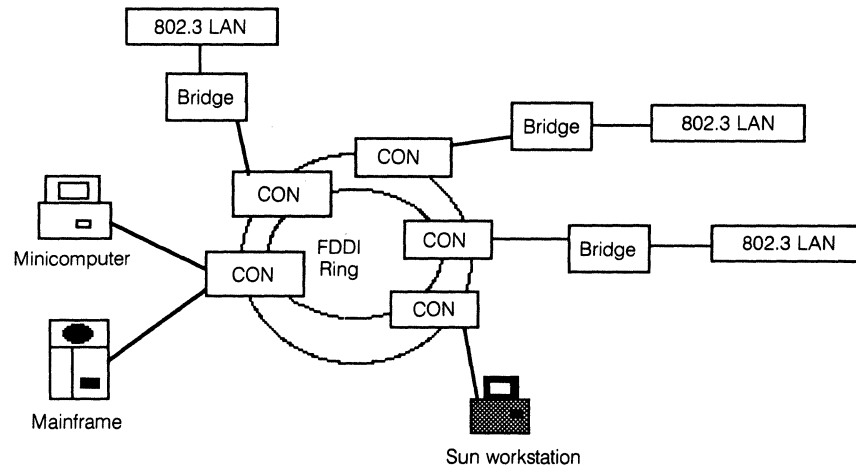 802.3 LAN
Bridge
Bridge
802.3 LAN
CON
CON
CON
Bridge
802.3 LAN
Minicomputer
FDDI
Ring
CON
CON
Mainframe
Sun workstation